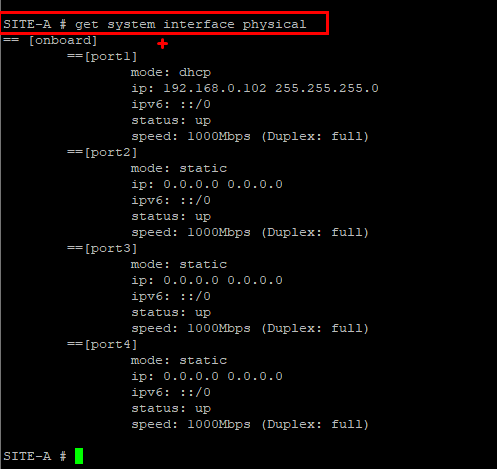 SITE-A # get system interface physical
== [onboard]
==[port1]
mode: dhcp
ip: 192.168.0.102 255.255.255.0
ipv6: ::/0
status: up
speed: 1000Mbps (Duplex: full)
==[port2]
mode: static
ip: 0.0.0.0 0.0.0.0
ipv6: ::/0
status: up
speed: 1000Mbps (Duplex: full)
==[port3]
mode: static
ip: 0.0.0.0 0.0.0.0
ipv6: ::/0
status: up
speed: 1000Mbps (Duplex: full)
==[port4]
mode: static
ip: 0.0.0.0 0.0.0.0
ipv6: ::/0
status: up
speed: 1000Mbps (Duplex: full)
SITE-A #